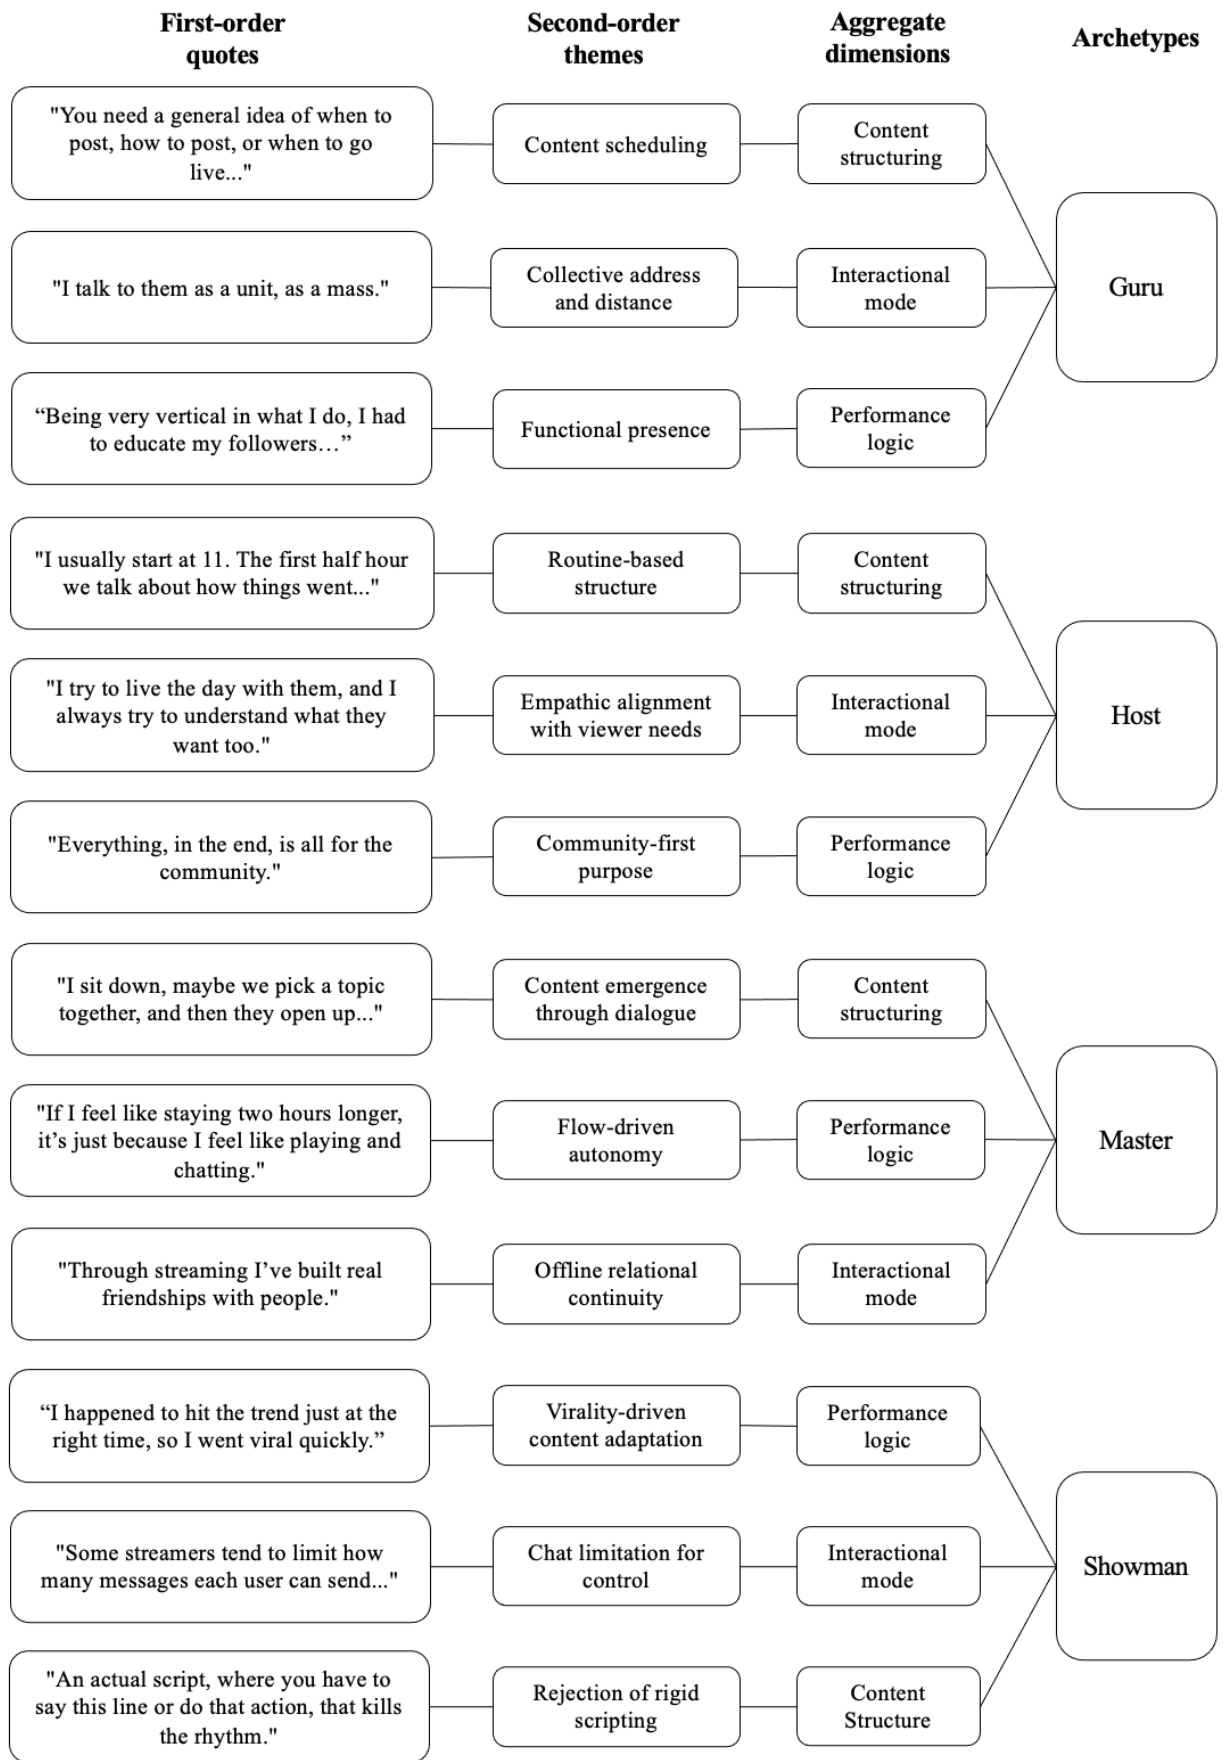 First-order
quotes
Second-order
themes
Aggregate
dimensions
Archetypes
"You need a general idea of when to
post, how to post, or when to go
live..."
Content scheduling
Content
structuring
"I talk to them as a unit, as a mass."
Collective address
and distance
Interactional
mode
Guru
“Being very vertical in what I do, I had
to educate my followers…”
Functional presence
Performance
logic
"I usually start at 11. The first half hour
we talk about how things went..."
Routine-based
structure
Content
structuring
"I try to live the day with them, and I
always try to understand what they
want too."
Empathic alignment
with viewer needs
Interactional
mode
Host
"Everything, in the end, is all for the
community."
Community-first
purpose
Performance
logic
"I sit down, maybe we pick a topic
together, and then they open up..."
Content emergence
through dialogue
Content
structuring
"If I feel like staying two hours longer,
it’s just because I feel like playing and
chatting."
Flow-driven
autonomy
Performance
logic
Master
"Through streaming I’ve built real
friendships with people."
Offline relational
continuity
Interactional
mode
“I happened to hit the trend just at the
right time, so I went viral quickly.”
Virality-driven
content adaptation
Performance
logic
"Some streamers tend to limit how
many messages each user can send..."
Chat limitation for
control
Interactional
mode
Showman
"An actual script, where you have to
say this line or do that action, that kills
the rhythm."
Rejection of rigid
scripting
Content
Structure